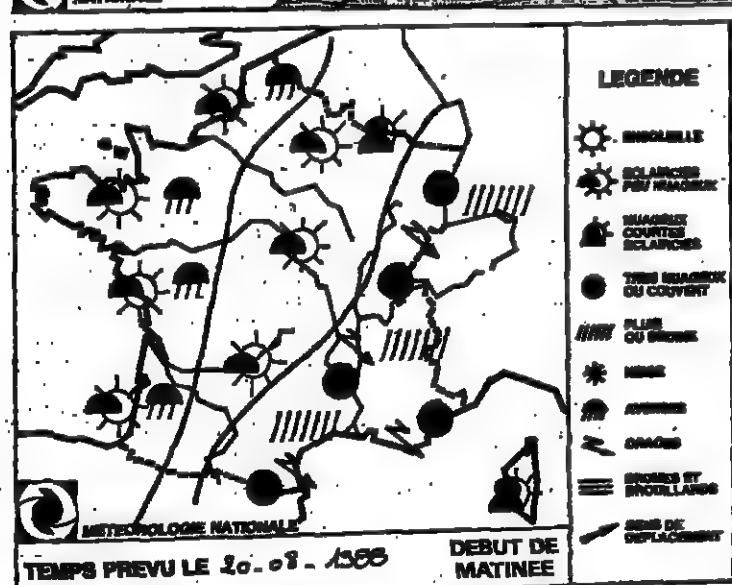 LEGENDE
ENSOLEILLE
ECLAIRCIES
PEU NUAGEUX
NUAGEUX
COURTES
ECLAIRCIES
TRES NUAGEUX
OU COUVERT
PLUIE
OU BRUINE
NEIGE
AVERSES
ORAGES
BRUMES ET
BROUILLARDS
SENS DE
DEPLACEMENT
METEOROLOGIE NATIONALE
TEMPS PREVU LE 20-08-1988
DEBUT DE
MATINEE